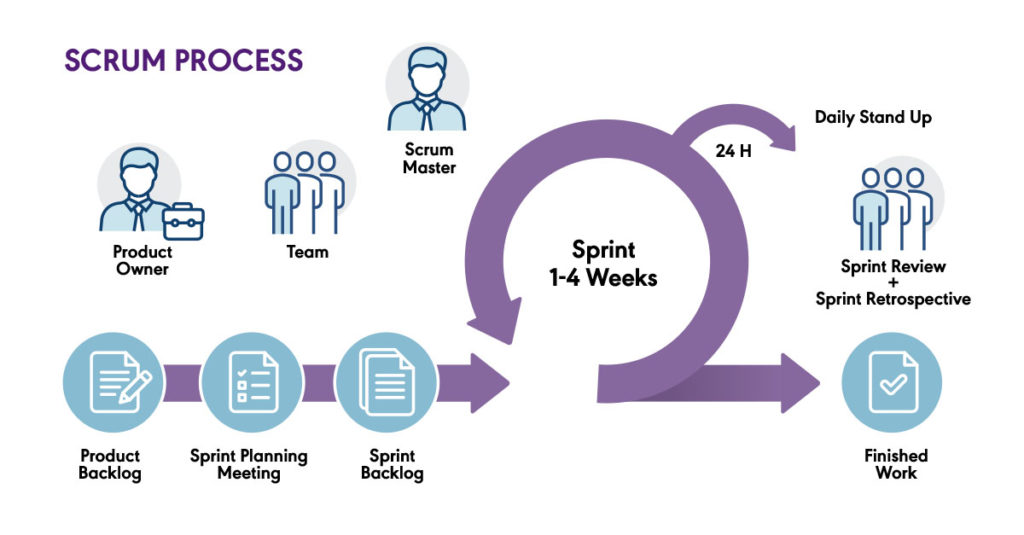 SCRUM PROCESS
Scrum
Master
Product
Owner
Team
Daily Stand Up
24 H
Sprint
1-4 Weeks
Sprint Review
+
Sprint Retrospective
Product
Backlog
Sprint Planning
Meeting
Sprint
Backlog
Finished
Work